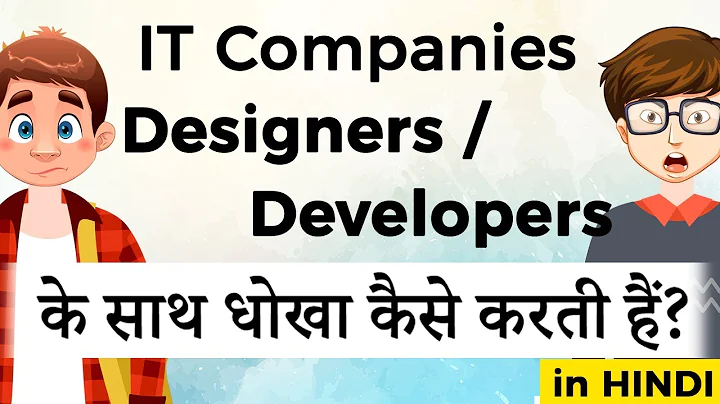 IT Companies
Designers /
Developers
के साथ धोखा कैसे करती हैं?
in HINDI